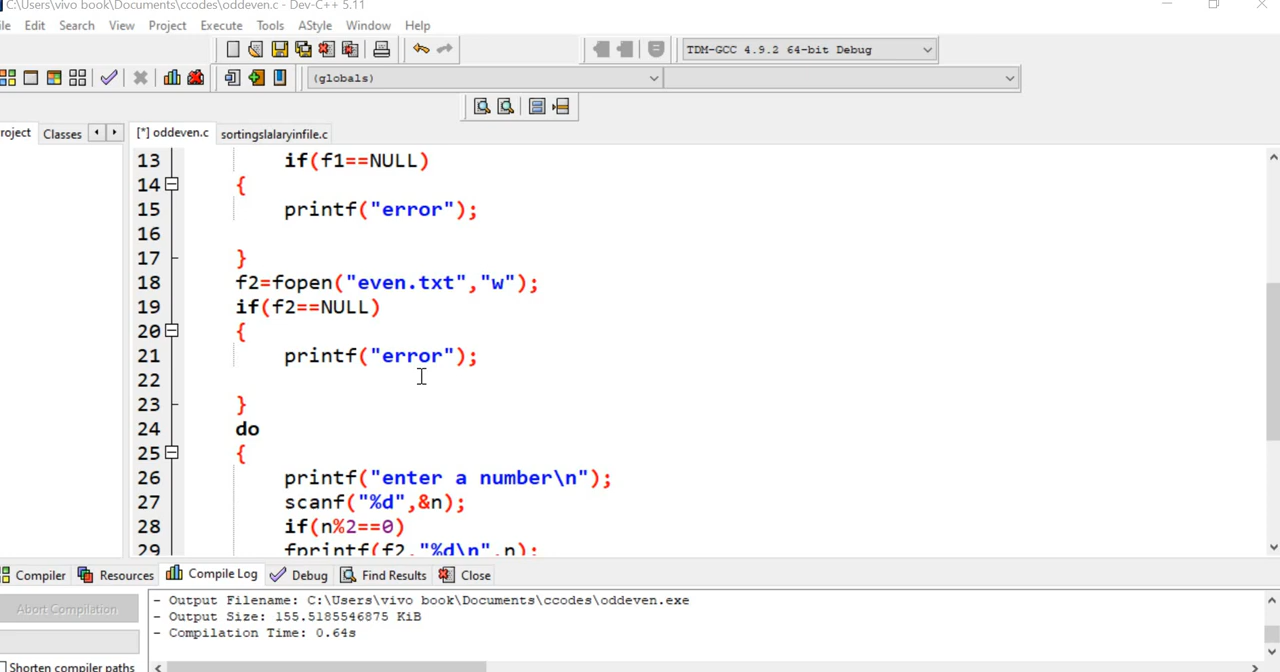 C:\Users\vivo book\Documents\ccodes\oddeven.c - Dev-C++ 5.11
ile Edit Search View Project Execute Tools AStyle Window Help
TDM-GCC 4.9.2 64-bit Debug
(globals)
roject Classes [*] oddeven.c sortingslalaryinfile.c
13 if(f1==NULL)
14 {
15 printf("error");
16
17 }
18 f2=fopen("even.txt","w");
19 if(f2==NULL)
20 {
21 printf("error");
22
23 }
24 do
25 {
26 printf("enter a number\n");
27 scanf("%d",&n);
28 if(n%2==0)
29 fprintf(f2,"%d\n",n);
Compiler Resources Compile Log Debug Find Results Close
Abort Compilation
- Output Filename: C:\Users\vivo book\Documents\ccodes\oddeven.exe
- Output Size: 155.5185546875 KiB
- Compilation Time: 0.64s
Shorten compiler paths